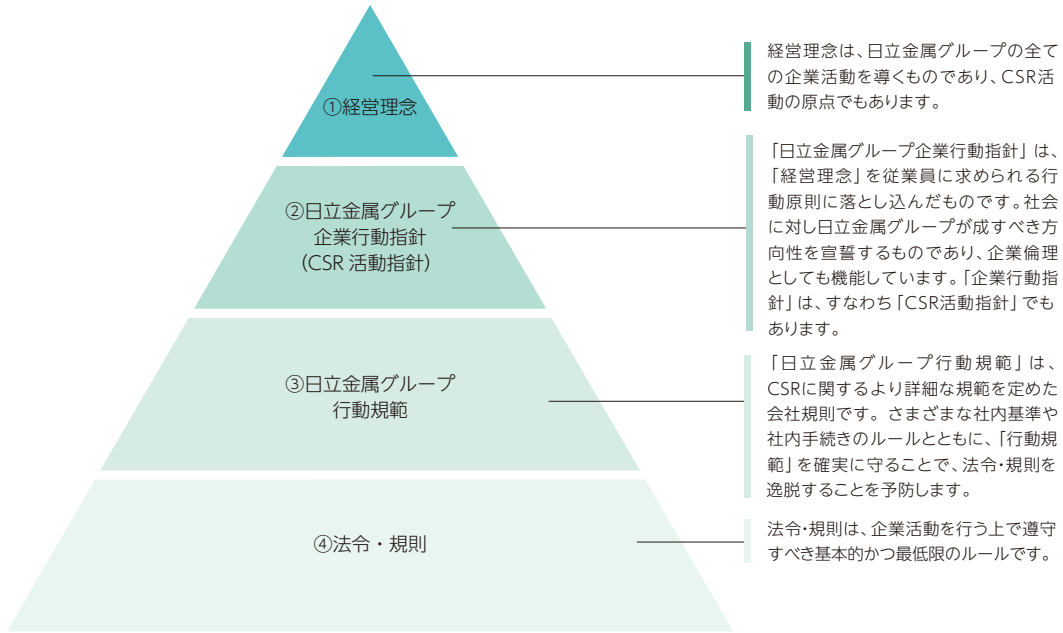 ①経営理念
経営理念は、日立金属グループの全て
の企業活動を導くものであり、CSR活
動の原点でもあります。
②日立金属グループ
企業行動指針
(CSR 活動指針)
「日立金属グループ企業行動指針」は、
「経営理念」を従業員に求められる行
動原則に落とし込んだものです。社会
に対し日立金属グループが成すべき方
向性を宣誓するものであり、企業倫理
としても機能しています。「企業行動指
針」は、すなわち「CSR活動指針」でも
あります。
③日立金属グループ
行動規範
「日立金属グループ行動規範」は、
CSRに関するより詳細な規範を定めた
会社規則です。さまざまな社内基準や
社内手続きのルールとともに、「行動規
範」を確実に守ることで、法令・規則を
逸脱することを予防します。
④法令・規則
法令・規則は、企業活動を行う上で遵守
すべき基本的かつ最低限のルールです。